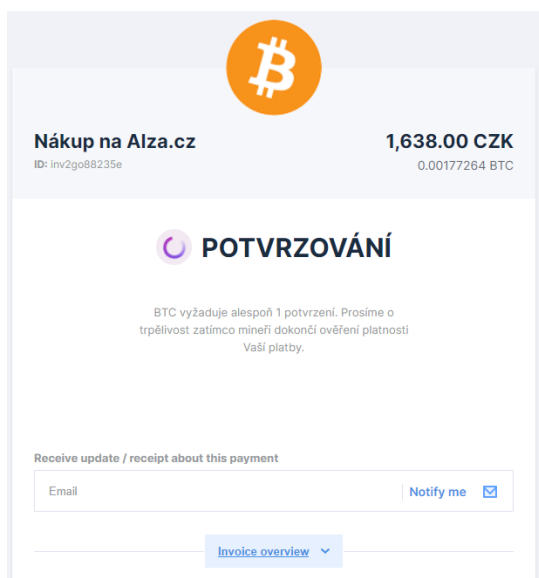 Nákup na Alza.cz
1,638.00 CZK
ID: inv2go88235e
0.00177264 BTC
POTVRZOVÁNÍ
BTC vyžaduje alespoň 1 potvrzení. Prosíme o
trpělivost zatímco mineři dokončí ověření platnosti
Vaší platby.
Receive update / receipt about this payment
Email
Notify me
Invoice overview